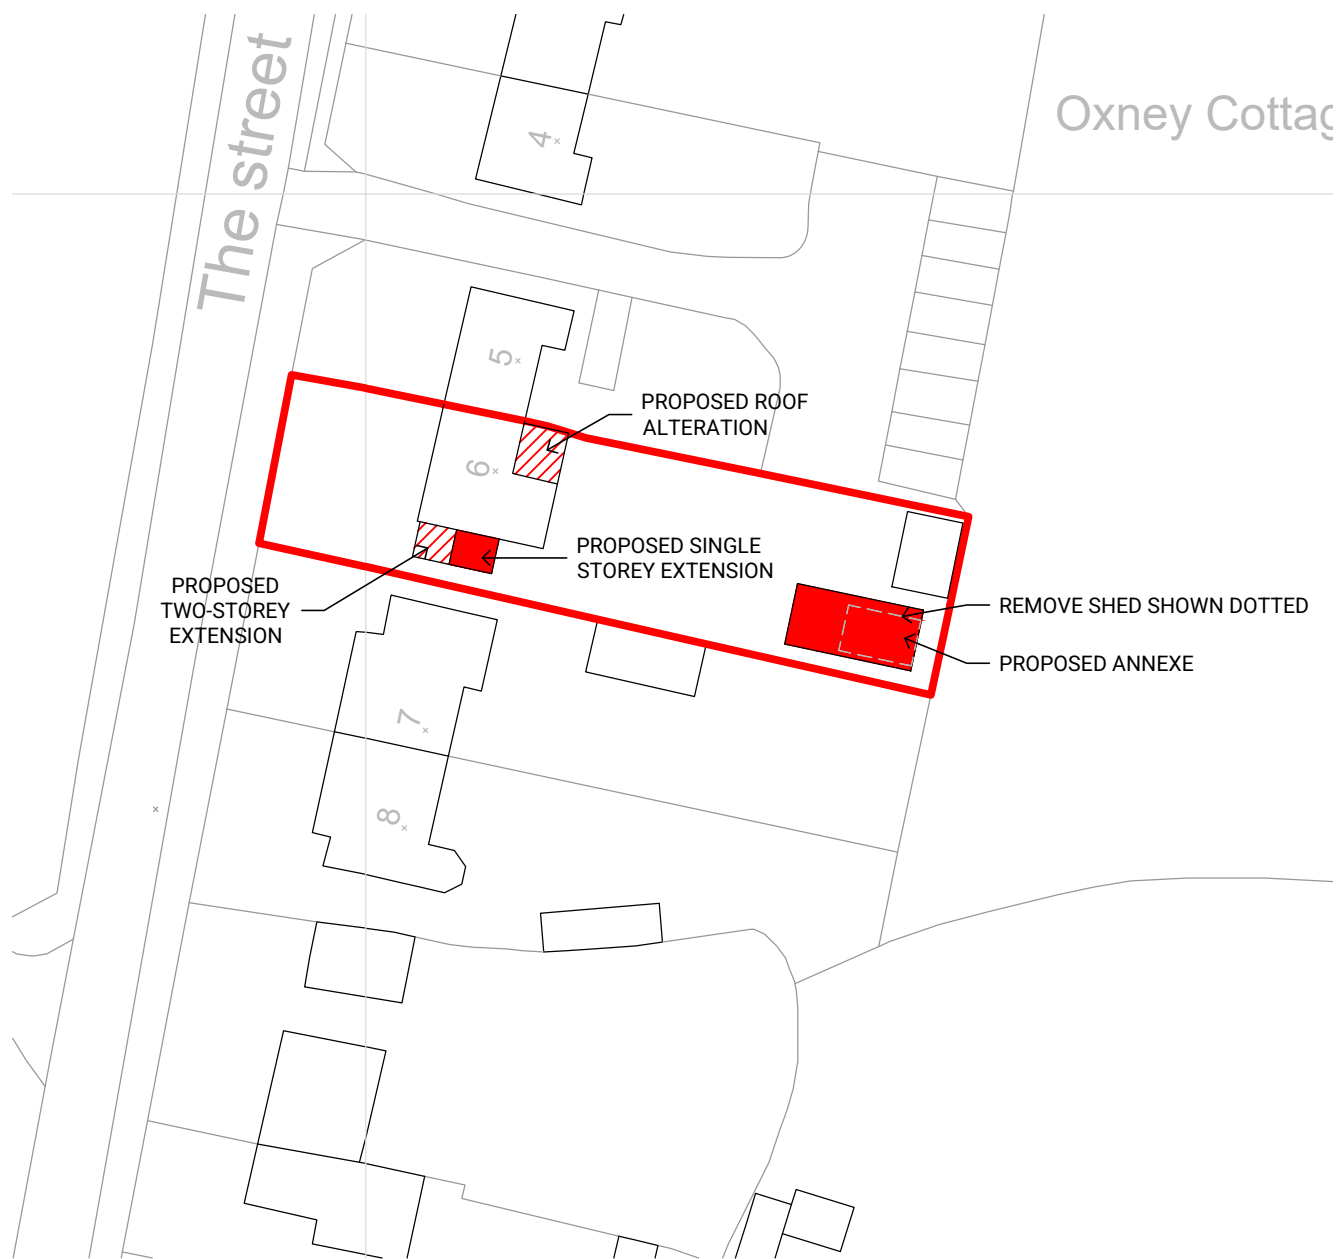 The street
Oxney Cottag
4
5
PROPOSED ROOF
ALTERATION
6
PROPOSED SINGLE
STOREY EXTENSION
PROPOSED
TWO-STOREY
EXTENSION
REMOVE SHED SHOWN DOTTED
PROPOSED ANNEXE
7
8